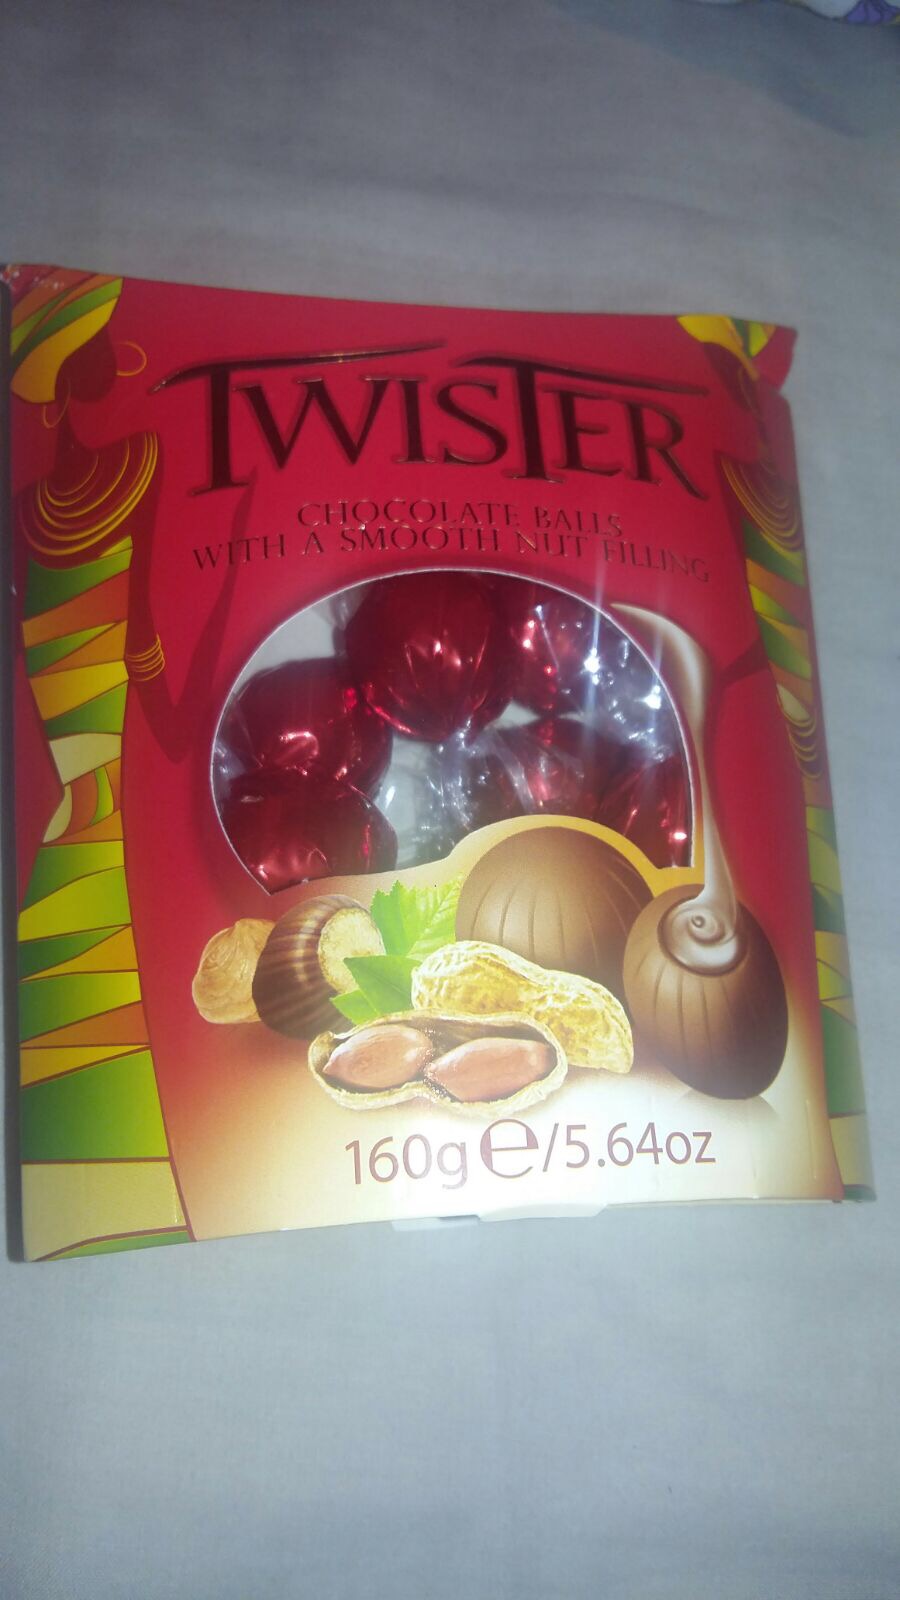 TWISTER
CHOCOLATE BALLS
WITH A SMOOTH NUT FILLING
160g℮/5.64oz